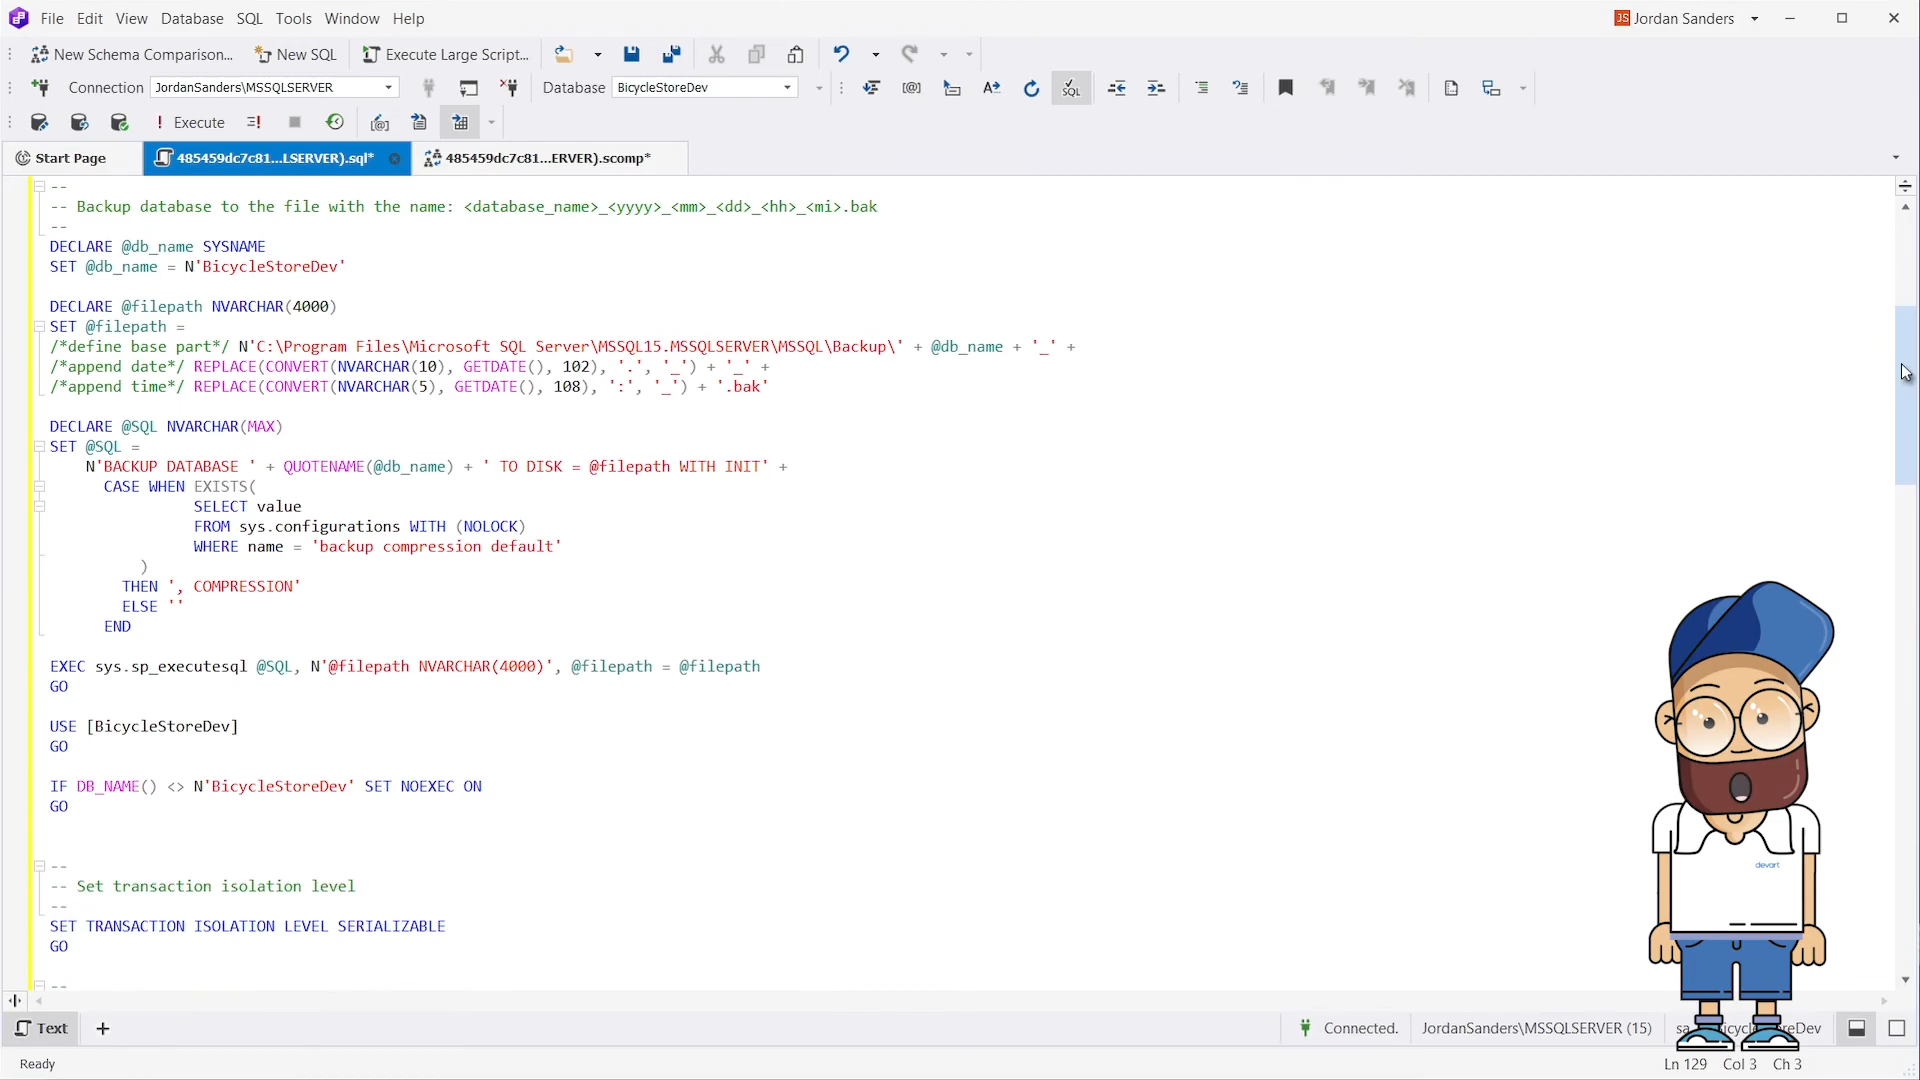 File Edit View Database SQL Tools Window Help
JS Jordan Sanders
New Schema Comparison... New SQL Execute Large Script...
Connection JordanSanders\MSSQLSERVER Database BicycleStoreDev
Execute
Start Page 485459dc7c81...LSERVER).sql* 485459dc7c81...ERVER).scomp*
--
-- Backup database to the file with the name: <database_name>_<yyyy>_<mm>_<dd>_<hh>_<mi>.bak
--
DECLARE @db_name SYSNAME
SET @db_name = N'BicycleStoreDev'
DECLARE @filepath NVARCHAR(4000)
SET @filepath =
/*define base part*/ N'C:\Program Files\Microsoft SQL Server\MSSQL15.MSSQLSERVER\MSSQL\Backup\' + @db_name + '_' +
/*append date*/ REPLACE(CONVERT(NVARCHAR(10), GETDATE(), 102), '.', '_') + '_' +
/*append time*/ REPLACE(CONVERT(NVARCHAR(5), GETDATE(), 108), ':', '_') + '.bak'
DECLARE @SQL NVARCHAR(MAX)
SET @SQL =
N'BACKUP DATABASE ' + QUOTENAME(@db_name) + ' TO DISK = @filepath WITH INIT' +
CASE WHEN EXISTS(
SELECT value
FROM sys.configurations WITH (NOLOCK)
WHERE name = 'backup compression default'
)
THEN ', COMPRESSION'
ELSE ''
END
EXEC sys.sp_executesql @SQL, N'@filepath NVARCHAR(4000)', @filepath = @filepath
GO
USE [BicycleStoreDev]
GO
IF DB_NAME() <> N'BicycleStoreDev' SET NOEXEC ON
GO
--
-- Set transaction isolation level
--
SET TRANSACTION ISOLATION LEVEL SERIALIZABLE
GO
--
devart
Text
Connected. JordanSanders\MSSQLSERVER (15) sa
Ready
Ln 129 Col 3 Ch 3